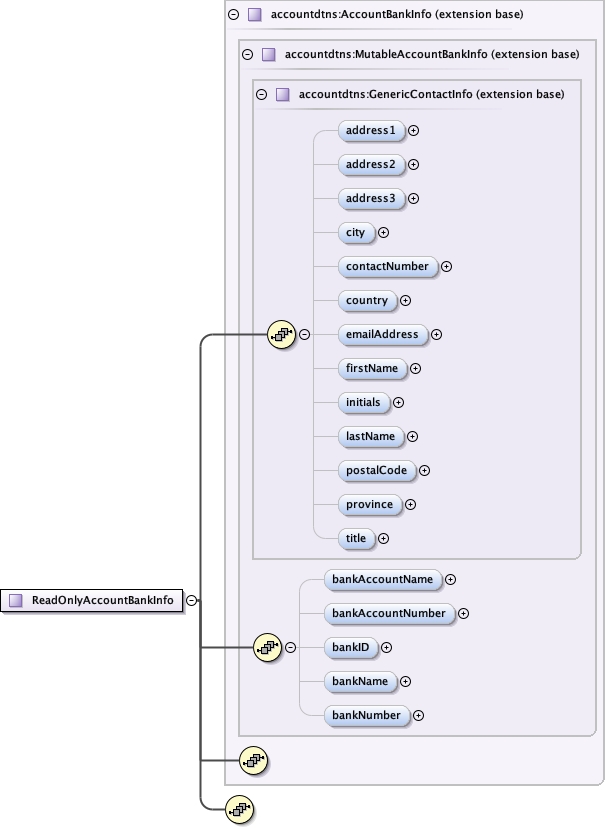 accountdtns:AccountBankInfo (extension base)
accountdtns:MutableAccountBankInfo (extension base)
accountdtns:GenericContactInfo (extension base)
address1
address2
address3
city
contactNumber
country
emailAddress
firstName
initials
lastName
postalCode
province
title
ReadOnlyAccountBankInfo
bankAccountName
bankAccountNumber
bankID
bankName
bankNumber